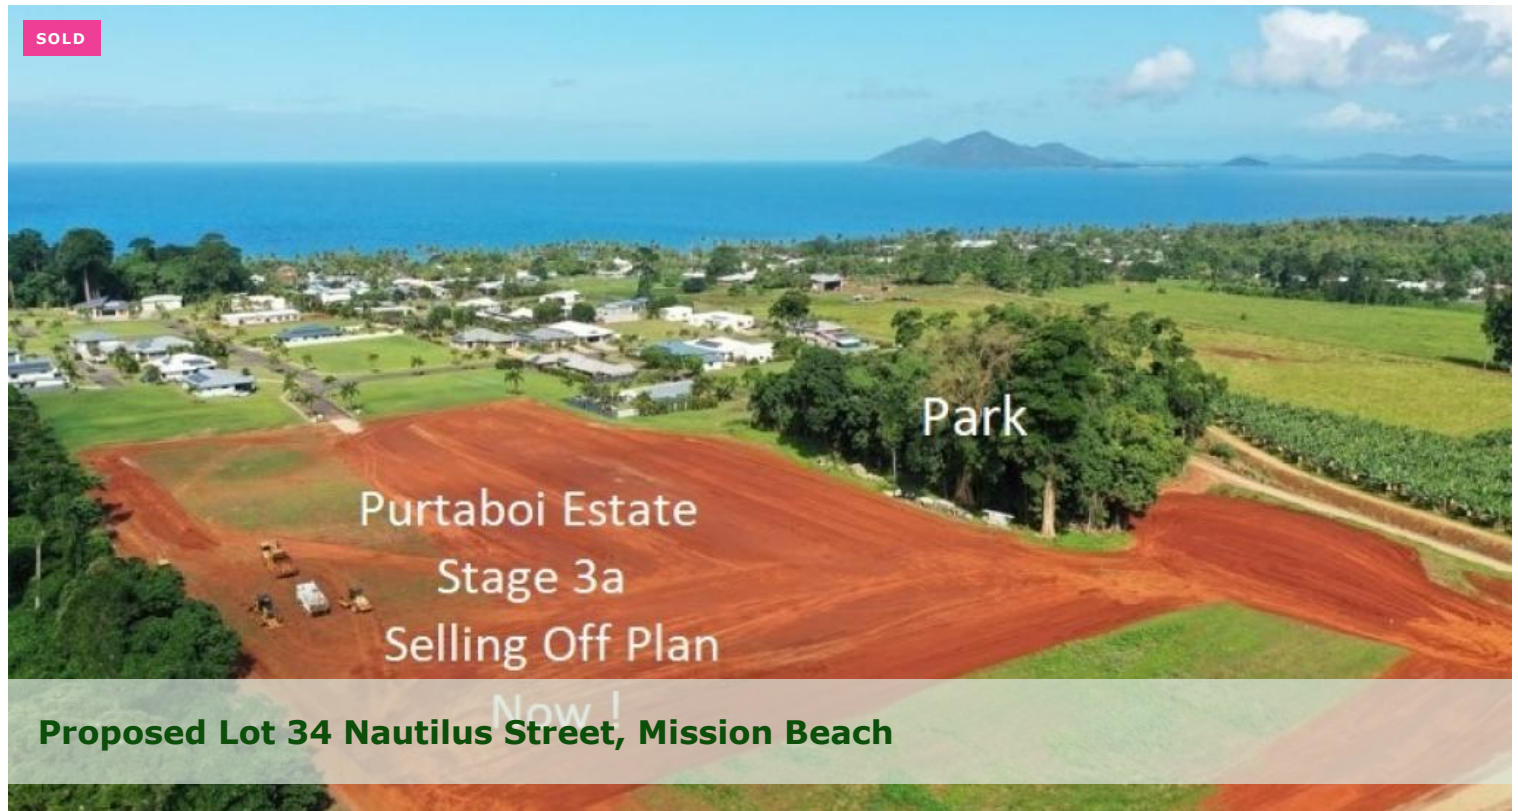 SOLD
Park
Purtaboi Estate
Stage 3a
Selling Off Plan
Now !
Proposed Lot 34 Nautilus Street, Mission Beach